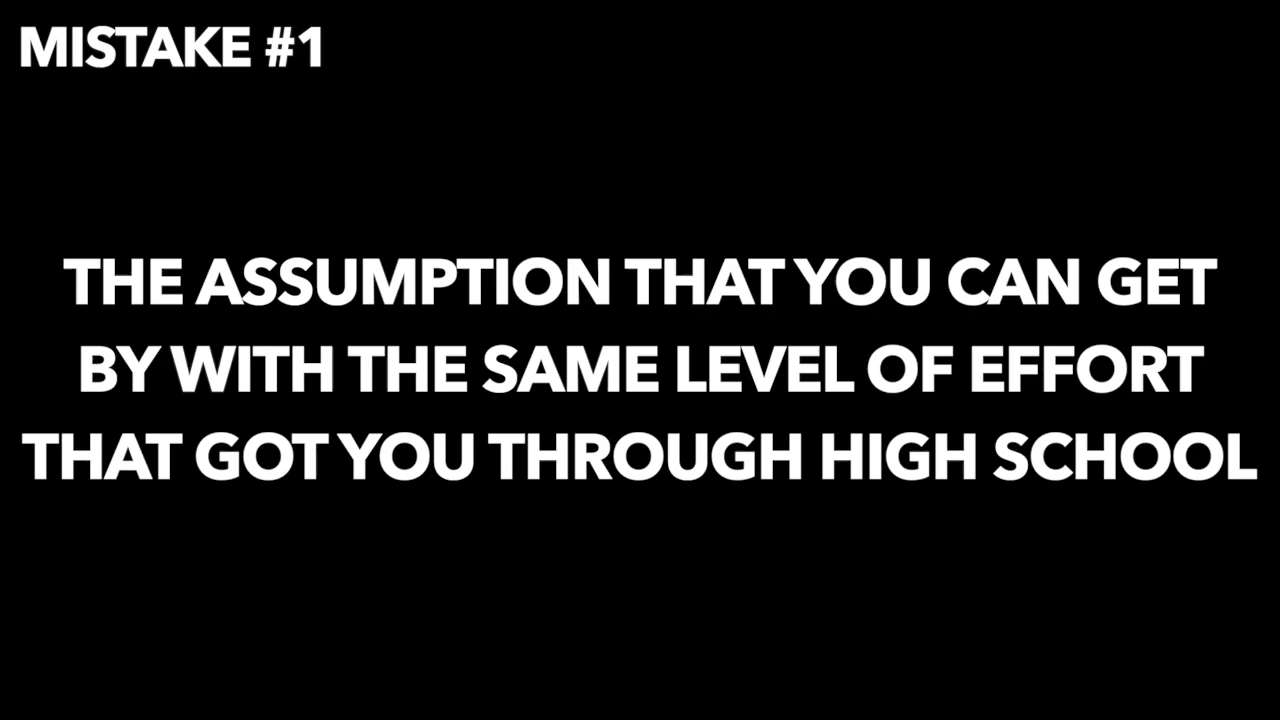 MISTAKE #1
THE ASSUMPTION THAT YOU CAN GET
BY WITH THE SAME LEVEL OF EFFORT
THAT GOT YOU THROUGH HIGH SCHOOL